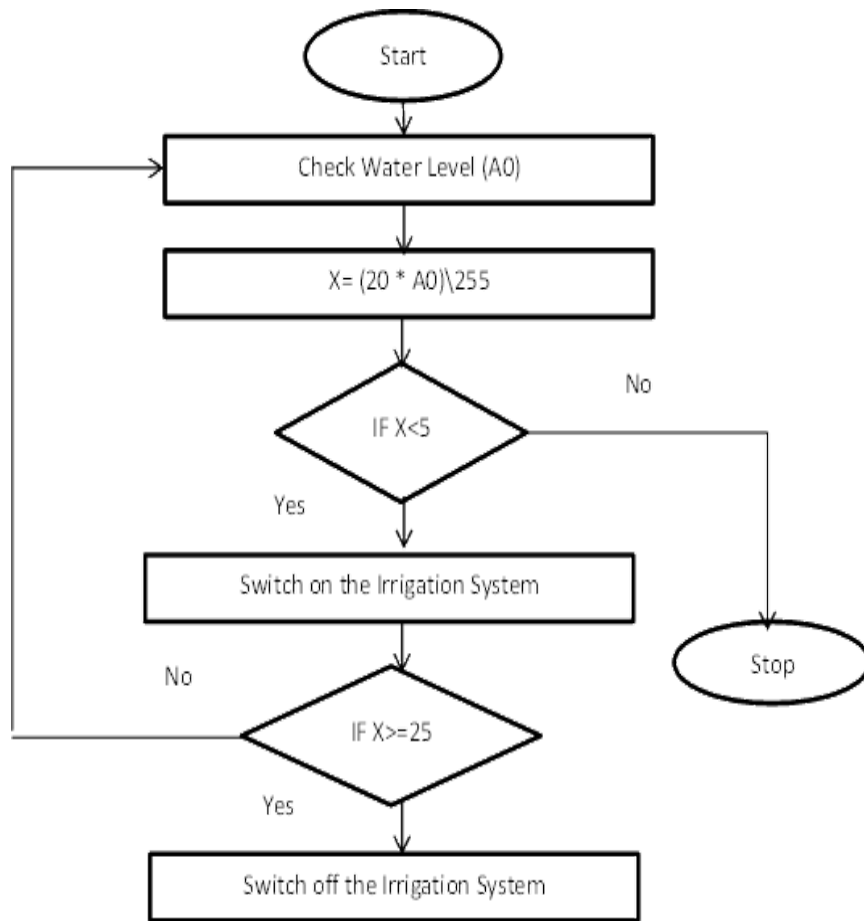 Start
Check Water Level (A0)
X= (20 * A0)\255
No
IF X<5
Yes
Switch on the Irrigation System
Stop
No
IF X>=25
Yes
Switch off the Irrigation System